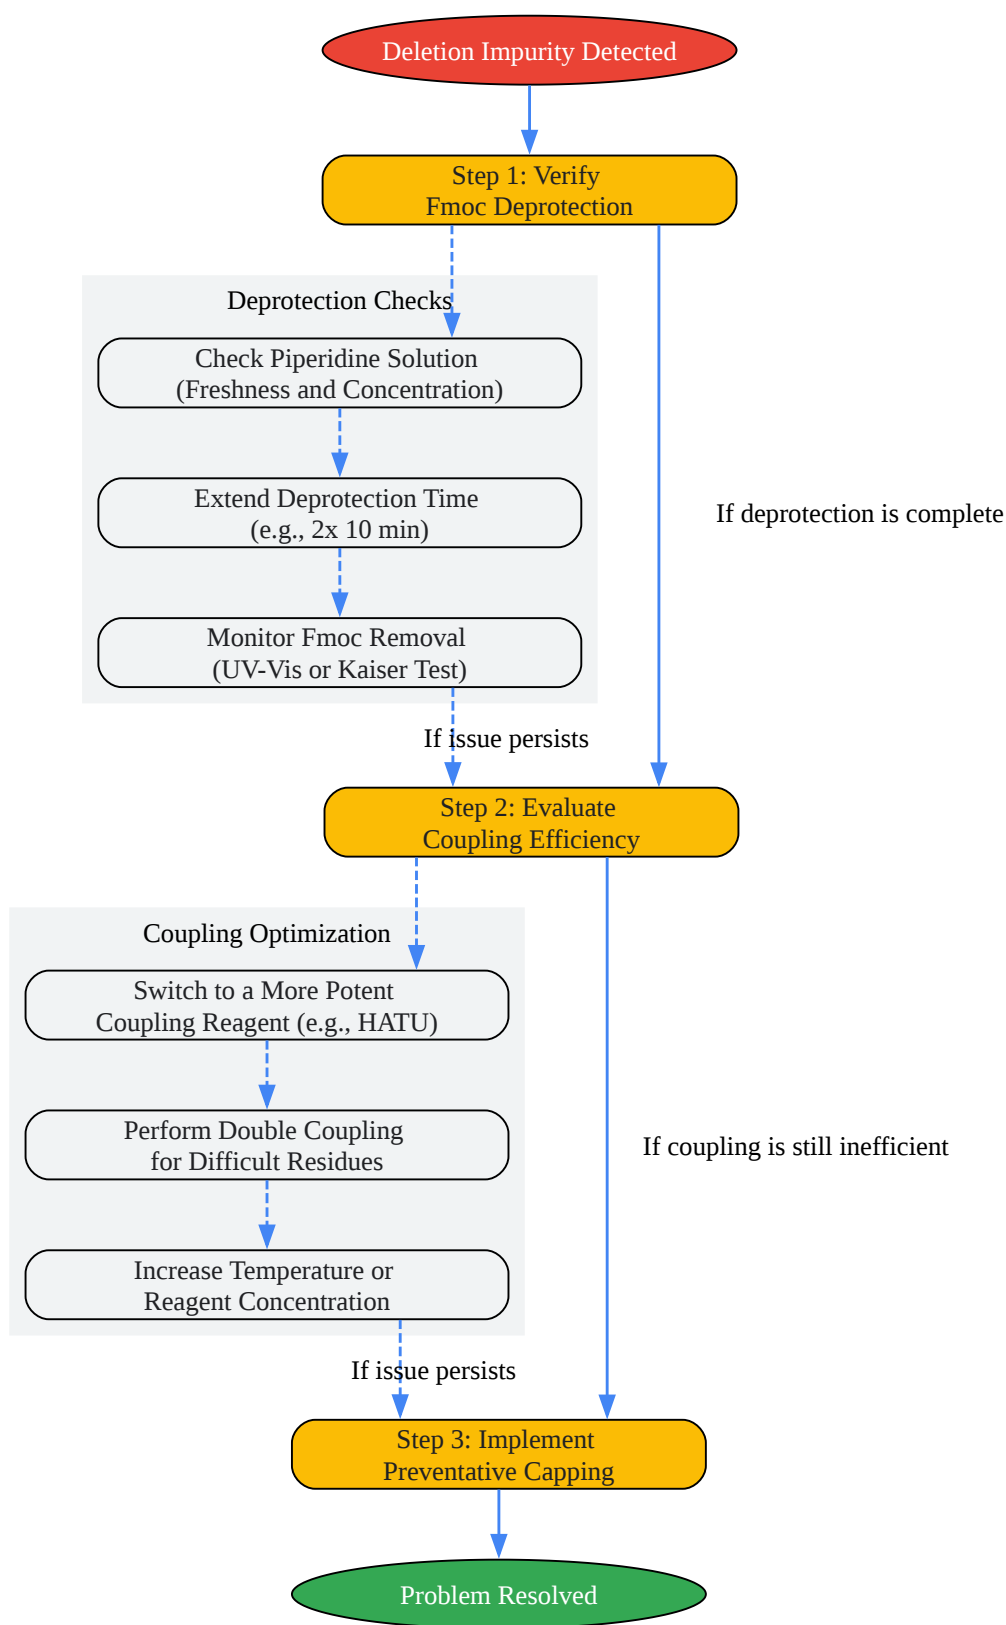 Deletion Impurity Detected
Step 1: Verify
Fmoc Deprotection
Deprotection Checks
Check Piperidine Solution
(Freshness and Concentration)
Extend Deprotection Time
(e.g., 2x 10 min)
If deprotection is complete
Monitor Fmoc Removal
(UV-Vis or Kaiser Test)
If issue persists
Step 2: Evaluate
Coupling Efficiency
Coupling Optimization
Switch to a More Potent
Coupling Reagent (e.g., HATU)
Perform Double Coupling
for Difficult Residues
If coupling is still inefficient
Increase Temperature or
Reagent Concentration
If issue persists
Step 3: Implement
Preventative Capping
Problem Resolved